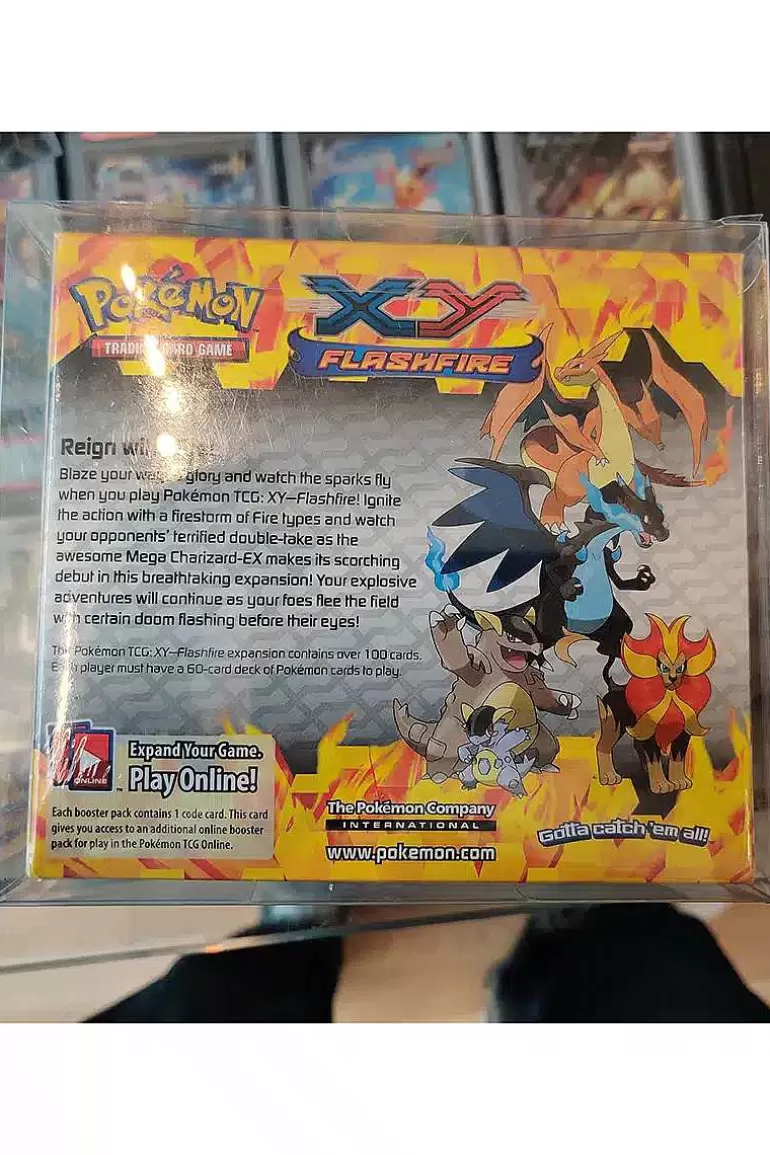 POKéMON
TRADING CARD GAME
XY
FLASHFIRE
Reign
Blaze your glory and watch the sparks fly
when you play Pokémon TCG: XY—Flashfire! Ignite
the action with a firestorm of Fire types and watch
your opponents' terrified double-take as the
awesome Mega Charizard-EX makes its scorching
debut in this breathtaking expansion! Your explosive
adventures will continue as your foes flee the field
with certain doom flashing before their eyes!
The Pokémon TCG: XY—Flashfire expansion contains over 100 cards.
Each player must have a 60-card deck of Pokémon cards to play.
ONLINE
Expand Your Game.
Play Online!
Each booster pack contains 1 code card. This card
gives you access to an additional online booster
pack for play in the Pokémon TCG Online.
The Pokémon Company
INTERNATIONAL
www.pokemon.com
Gotta catch 'em all!